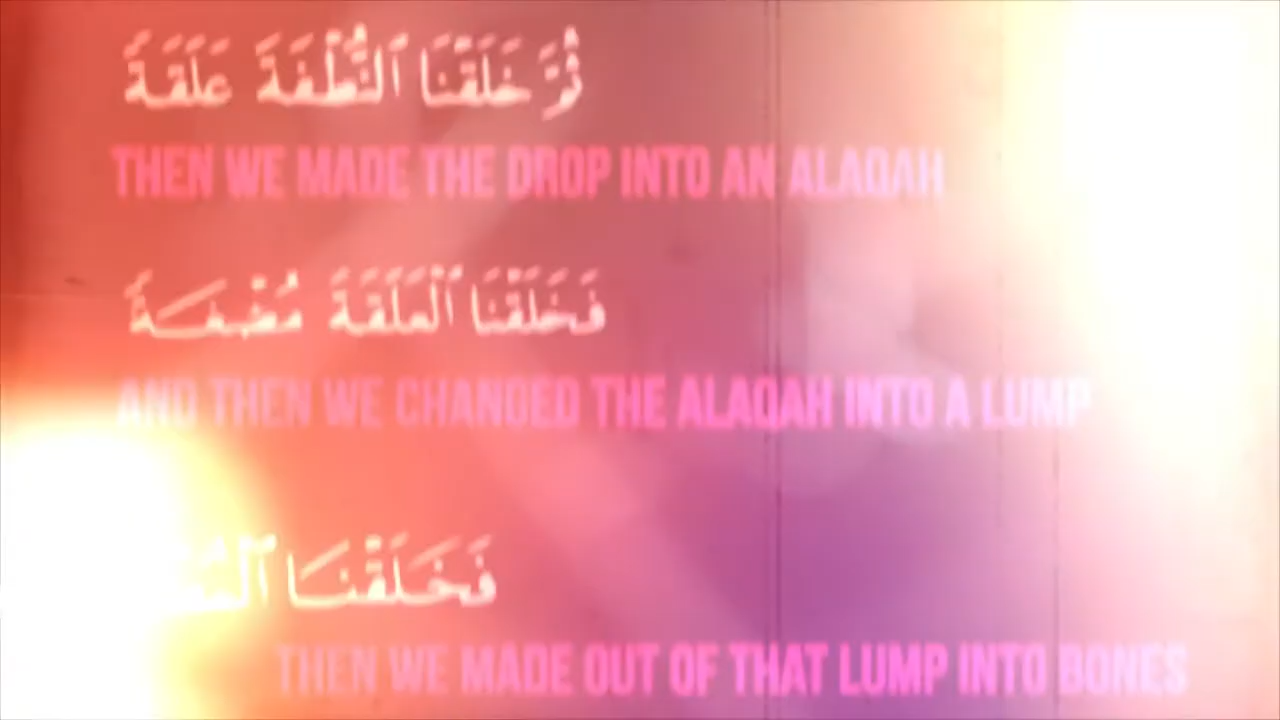 ثُمَّ خَلَقْنَا ٱلنُّطْفَةَ عَلَقَةً
THEN WE MADE THE DROP INTO AN ALAQAH
فَخَلَقْنَا ٱلْعَلَقَةَ مُضْغَةً
AND THEN WE CHANGED THE ALAQAH INTO A LUMP
فَخَلَقْنَا
THEN WE MADE OUT OF THAT LUMP INTO BONES